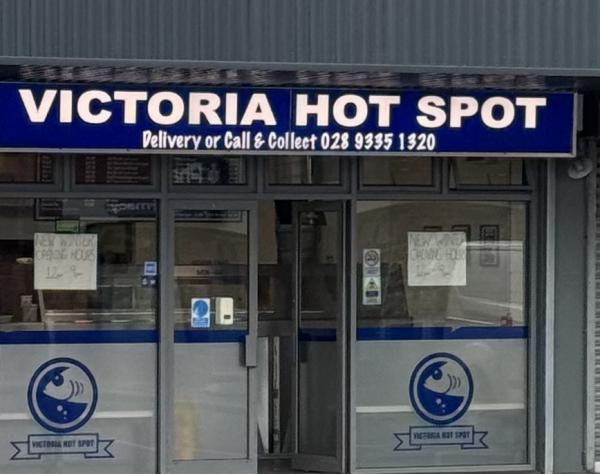 VICTORIA HOT SPOT
Delivery or Call & Collect 028 9335 1320
NEW WINTER
OPENING HOURS
NEW WINTER
OPENING HOURS
VICTORIA HOT SPOT
VICTORIA HOT SPOT